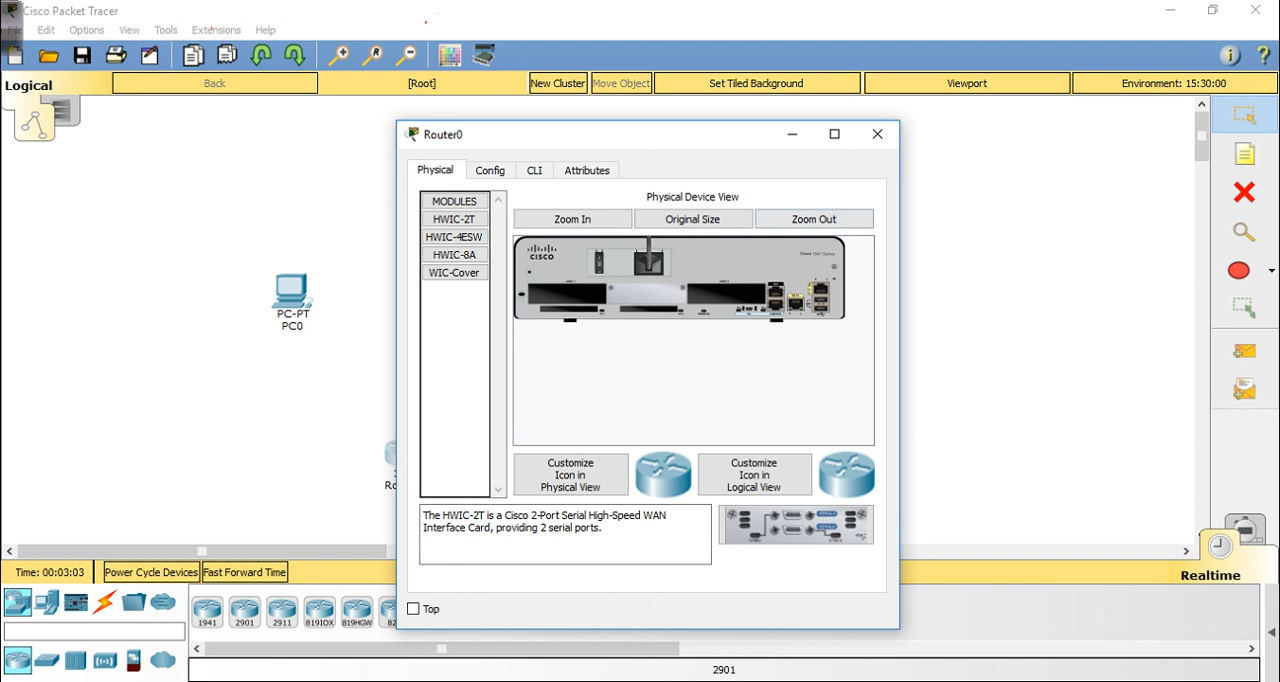 Cisco Packet Tracer
Edit Options View Tools Extensions Help
Logical
Back
[Root]
New Cluster
Move Object
Set Tiled Background
Viewport
Environment: 15:30:00
Router0
Physical Config CLI Attributes
MODULES
HWIC-2T
HWIC-4ESW
HWIC-8A
WIC-Cover
Physical Device View
Zoom In
Original Size
Zoom Out
CISCO
PC-PT
PC0
Customize
Icon in
Physical View
Customize
Icon in
Logical View
The HWIC-2T is a Cisco 2-Port Serial High-Speed WAN
Interface Card, providing 2 serial ports.
Top
Time: 00:03:03
Power Cycle Devices
Fast Forward Time
Realtime
1941
2901
2911
819IOX
819HGW
2901